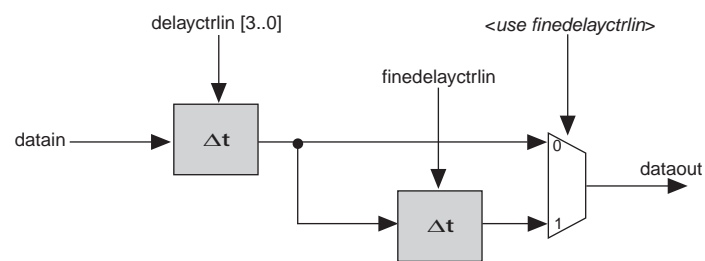 delayctrlin [3..0]
<use finedelayctrlin>
finedelayctrlin
datain
Δt
0
dataout
Δt
1